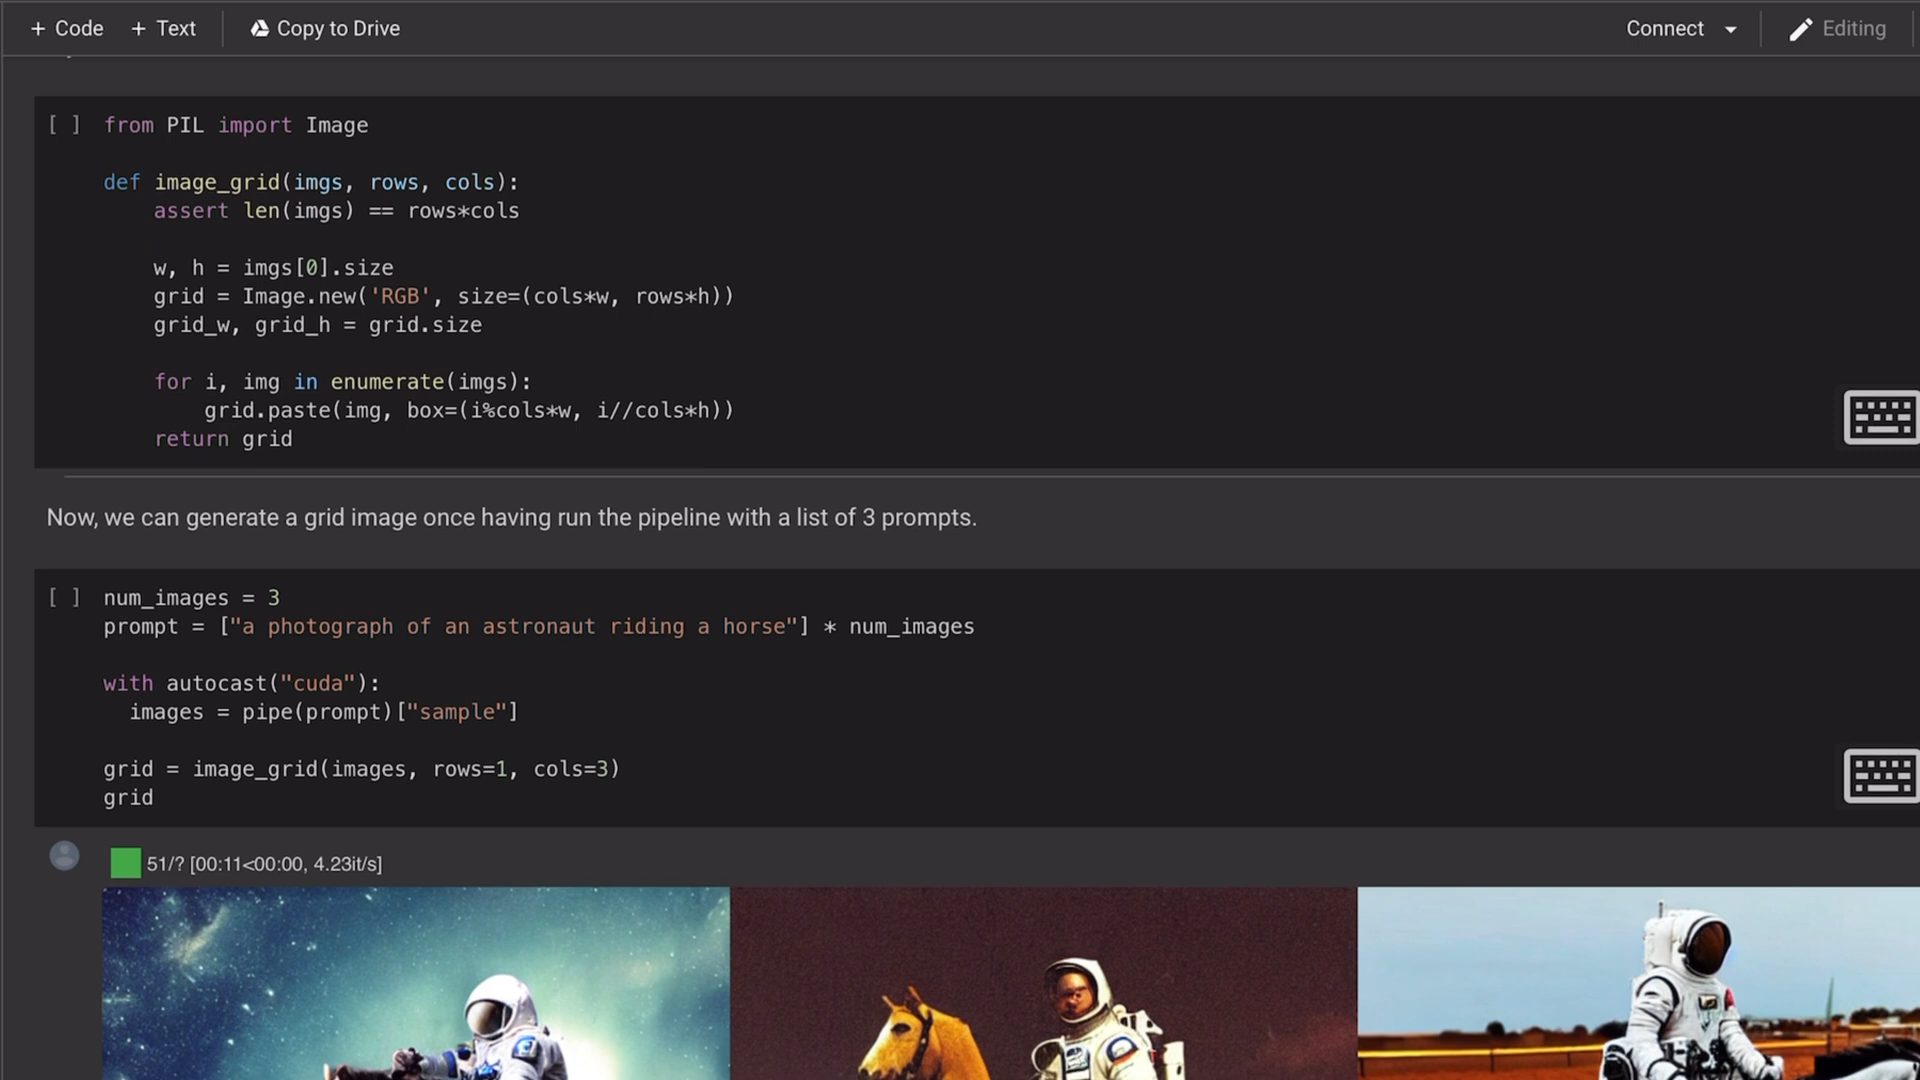 + Code + Text Copy to Drive Connect Editing
[ ] from PIL import Image
def image_grid(imgs, rows, cols):
    assert len(imgs) == rows*cols
    w, h = imgs[0].size
    grid = Image.new('RGB', size=(cols*w, rows*h))
    grid_w, grid_h = grid.size
    for i, img in enumerate(imgs):
        grid.paste(img, box=(i%cols*w, i//cols*h))
    return grid
Now, we can generate a grid image once having run the pipeline with a list of 3 prompts.
[ ] num_images = 3
prompt = ["a photograph of an astronaut riding a horse"] * num_images
with autocast("cuda"):
  images = pipe(prompt)["sample"]
grid = image_grid(images, rows=1, cols=3)
grid
51/? [00:11<00:00, 4.23it/s]